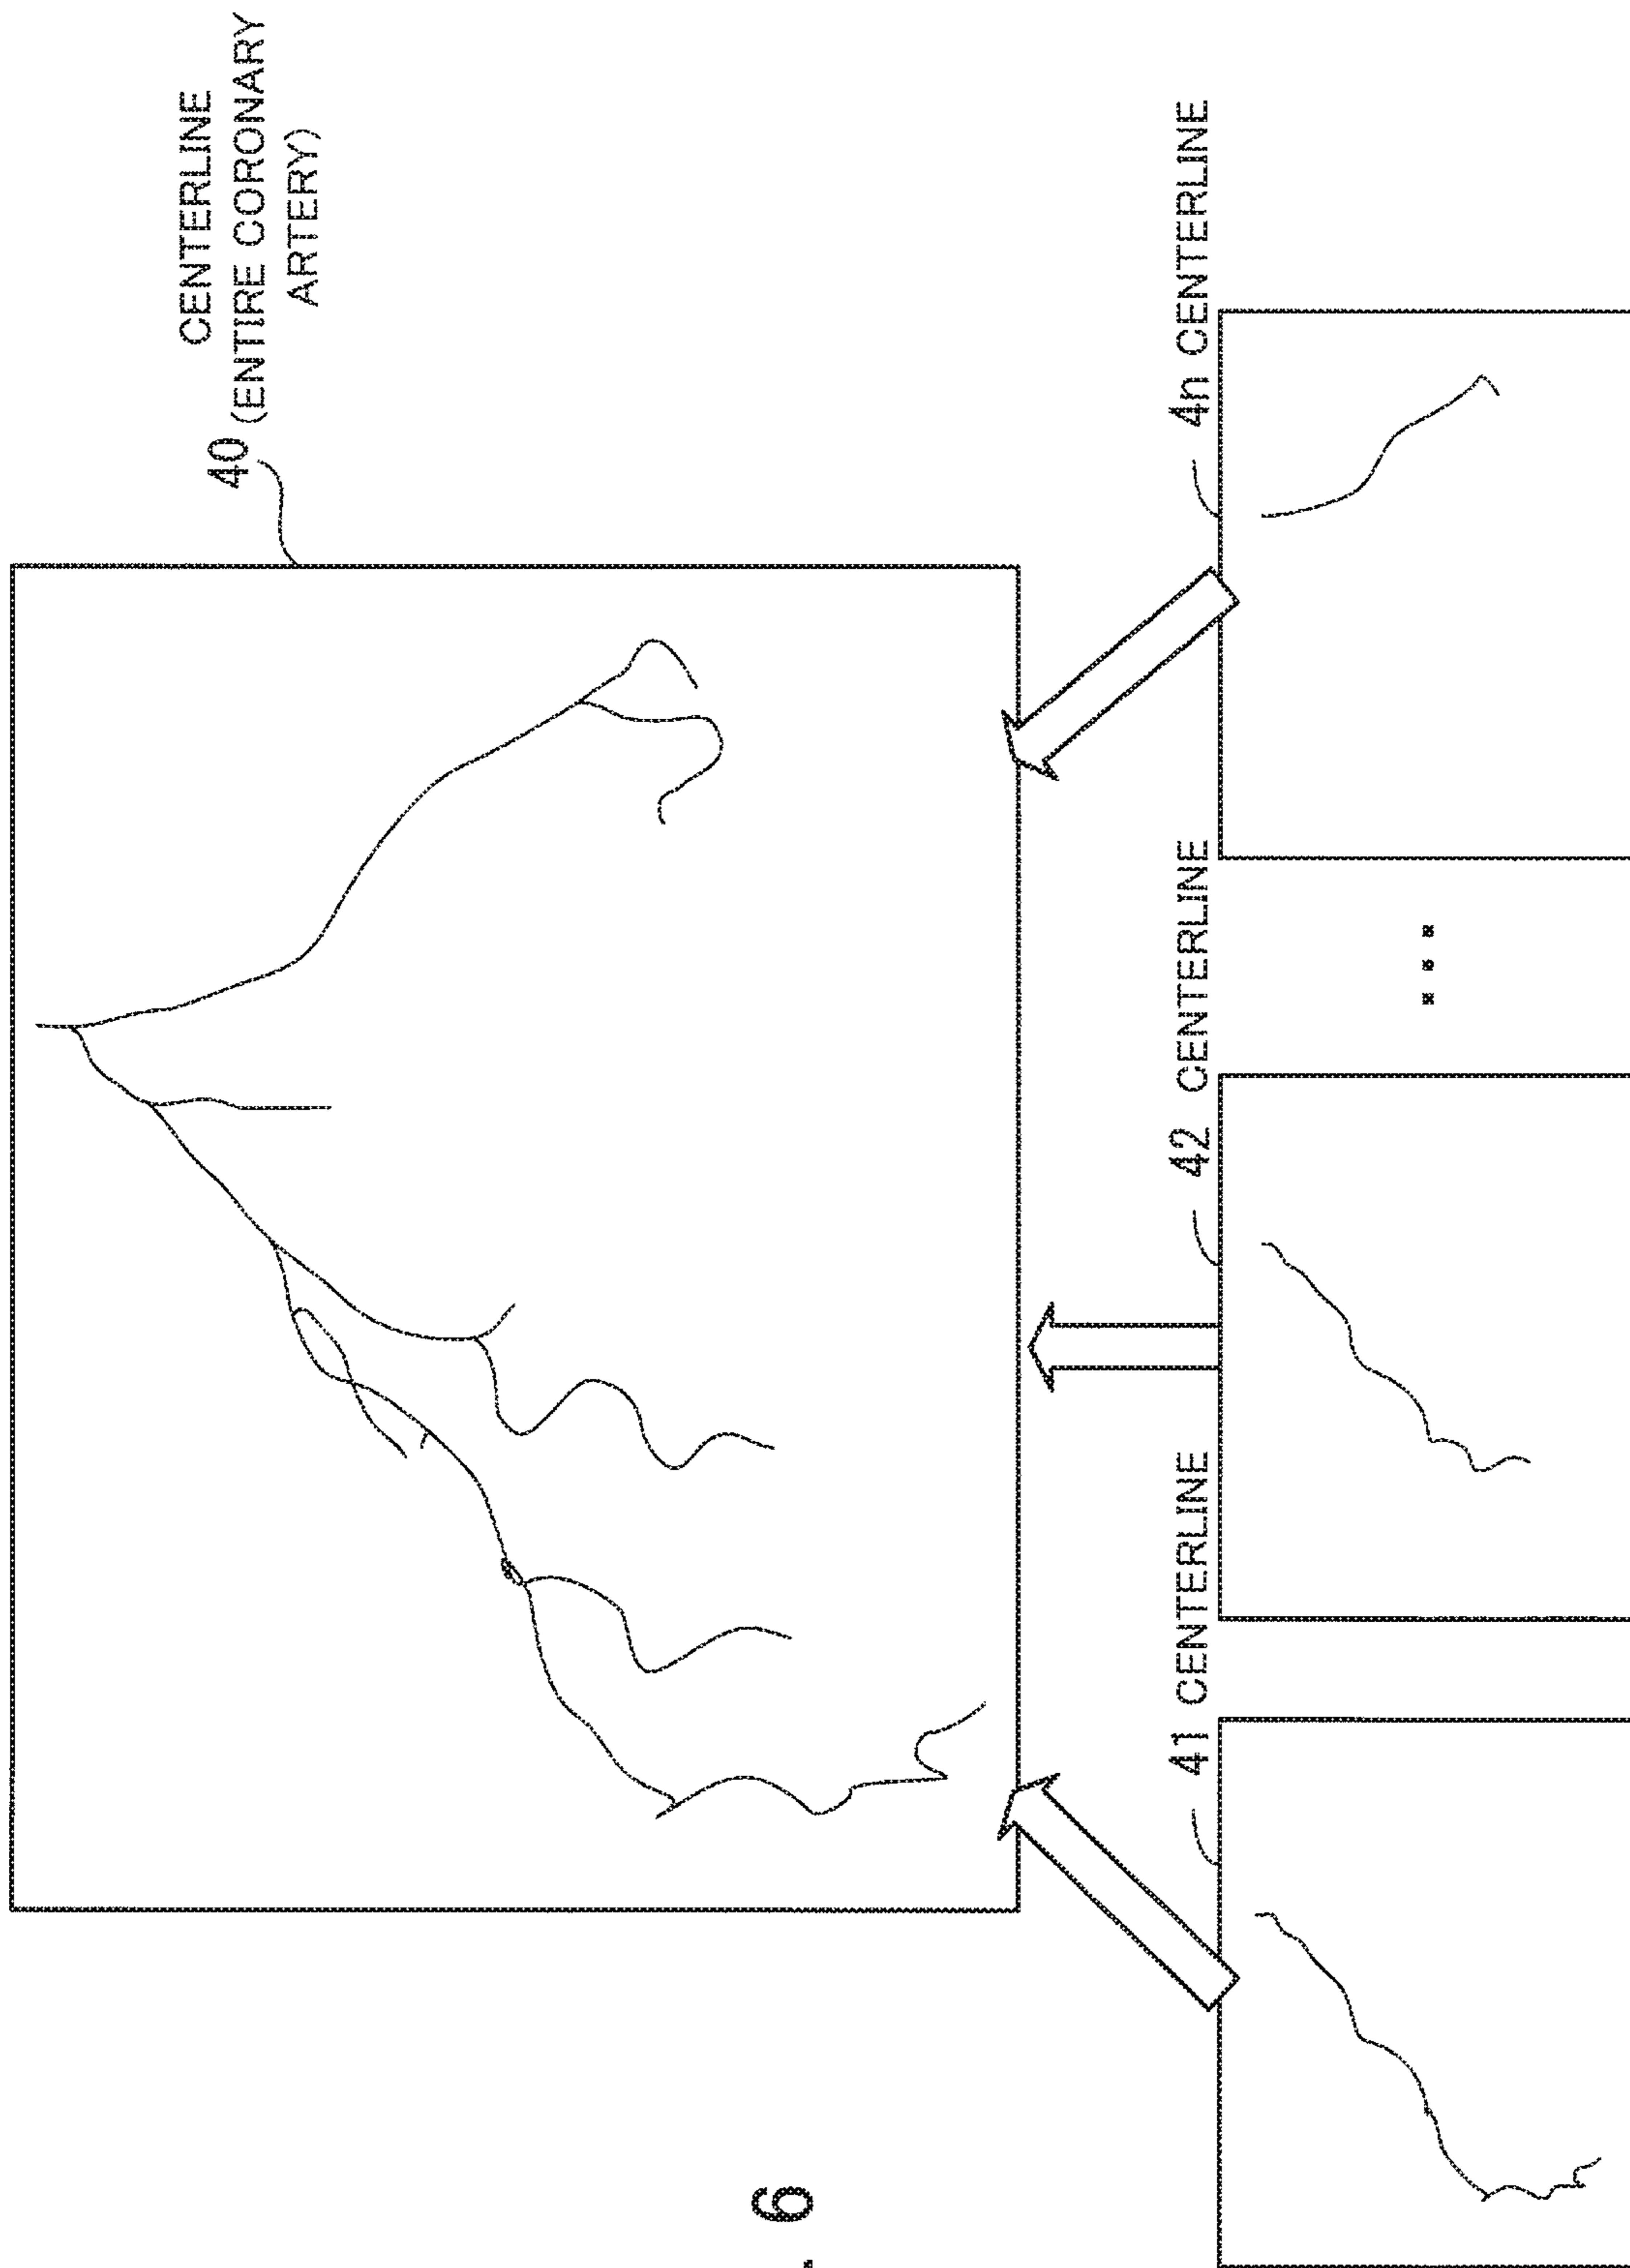 CENTERLINE
40 (ENTIRE CORONARY
ARTERY)
41 CENTERLINE
42 CENTERLINE
4n CENTERLINE
. 6